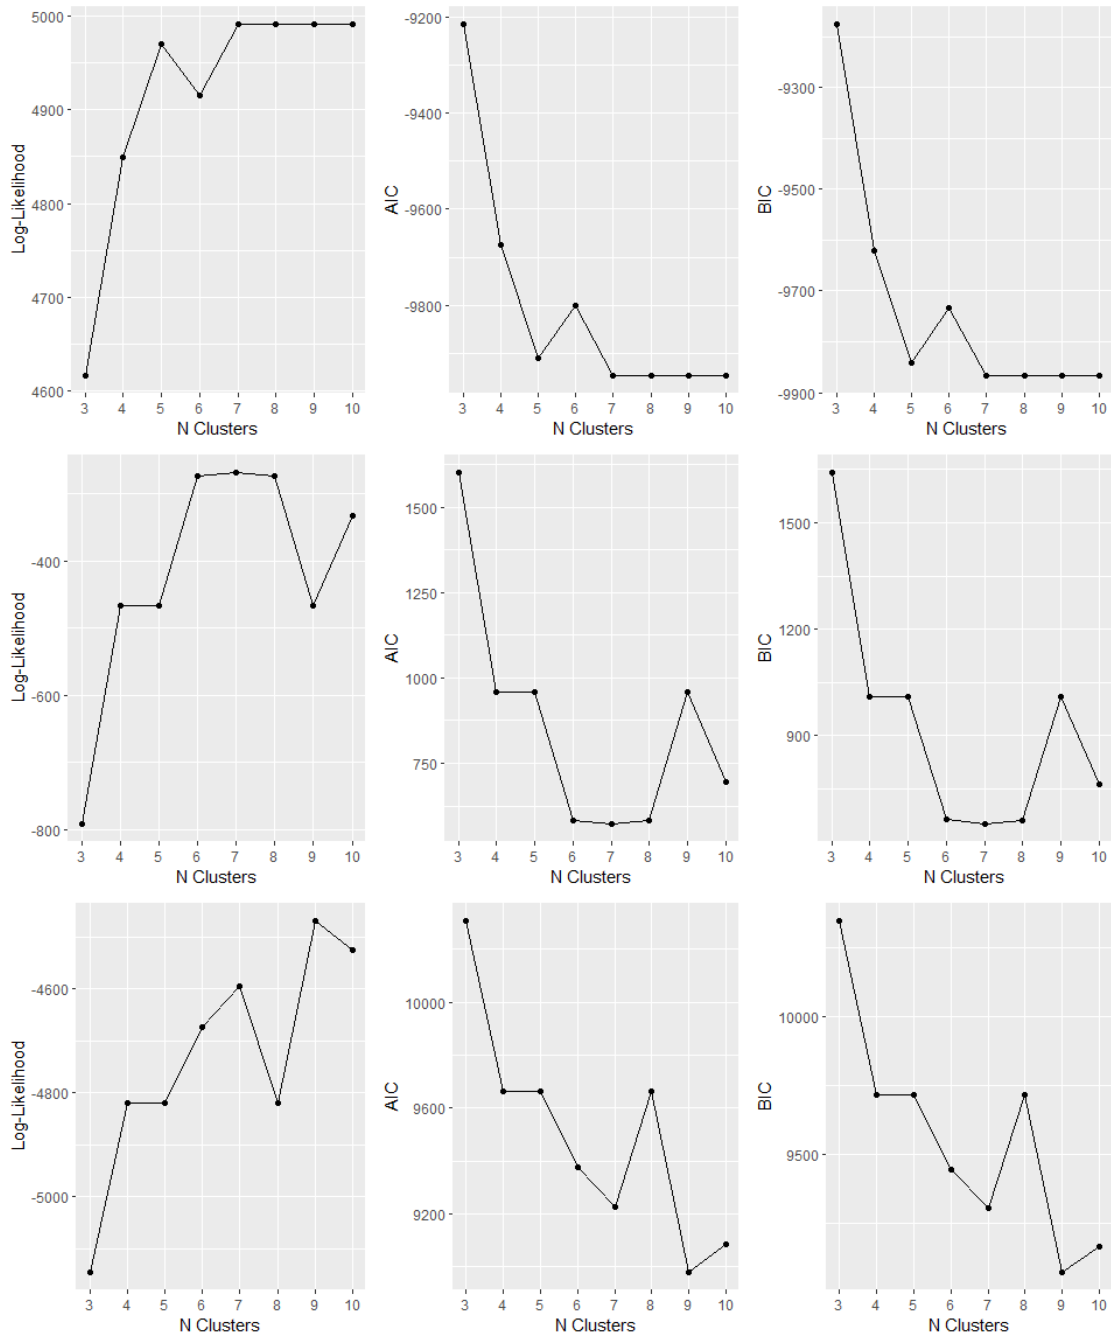 5000
4900
4800
4700
4600
Log-Likelihood
3 4 5 6 7 8 9 10
N Clusters
-9200
-9400
-9600
-9800
AIC
3 4 5 6 7 8 9 10
N Clusters
-9300
-9500
-9700
-9900
BIC
3 4 5 6 7 8 9 10
N Clusters
-400
-600
-800
Log-Likelihood
3 4 5 6 7 8 9 10
N Clusters
1500
1250
1000
750
AIC
3 4 5 6 7 8 9 10
N Clusters
1500
1200
900
BIC
3 4 5 6 7 8 9 10
N Clusters
-4600
-4800
-5000
Log-Likelihood
3 4 5 6 7 8 9 10
N Clusters
10000
9600
9200
AIC
3 4 5 6 7 8 9 10
N Clusters
10000
9500
BIC
3 4 5 6 7 8 9 10
N Clusters